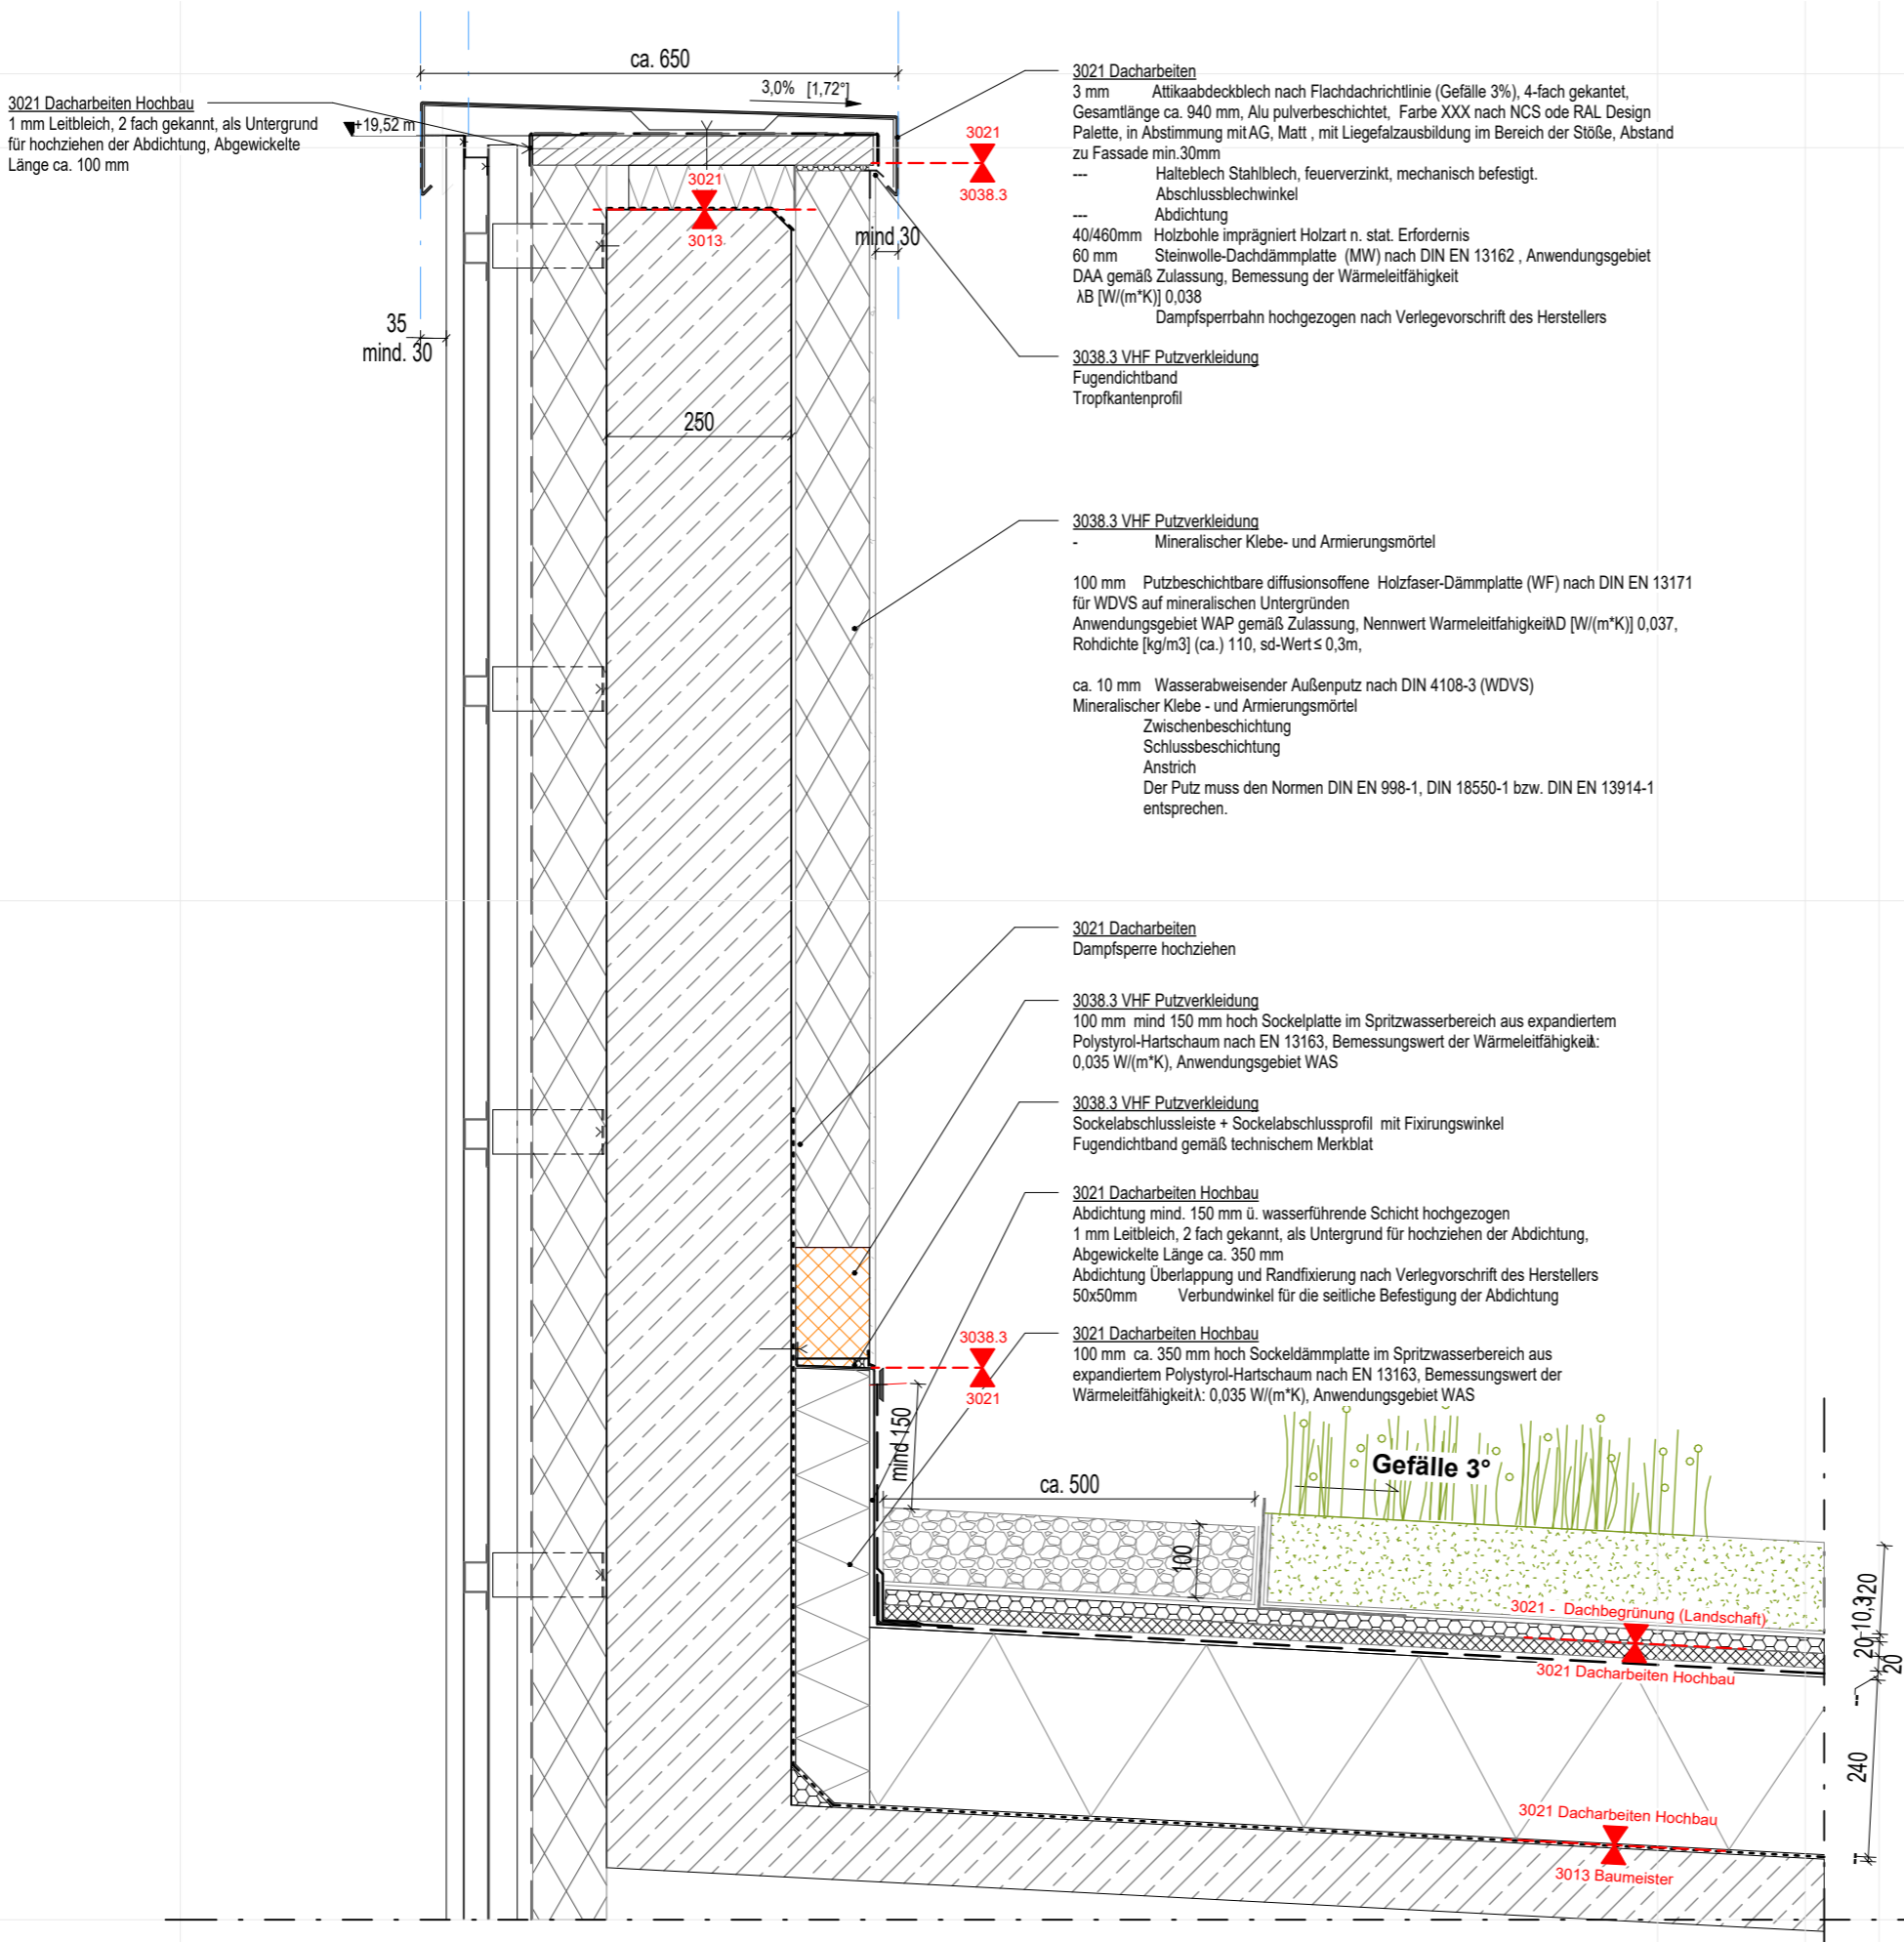 ca. 650
3,0% [1,72°]
3021 Dacharbeiten Hochbau
1 mm Leitbleich, 2 fach gekannt, als Untergrund
für hochziehen der Abdichtung, Abgewickelte
Länge ca. 100 mm
+19,52 m
3021
3038.3
3021
3013
mind 30
35
mind. 30
250
3021 Dacharbeiten
3 mm Attikaabdeckblech nach Flachdachrichtlinie (Gefälle 3%), 4-fach gekantet,
Gesamtlänge ca. 940 mm, Alu pulverbeschichtet, Farbe XXX nach NCS ode RAL Design
Palette, in Abstimmung mit AG, Matt , mit Liegefalzausbildung im Bereich der Stöße, Abstand
zu Fassade min.30mm
--- Halteblech Stahlblech, feuerverzinkt, mechanisch befestigt.
Abschlussblechwinkel
--- Abdichtung
40/460mm Holzbohle imprägniert Holzart n. stat. Erfordernis
60 mm Steinwolle-Dachdämmplatte (MW) nach DIN EN 13162 , Anwendungsgebiet
DAA gemäß Zulassung, Bemessung der Wärmeleitfähigkeit
λB [W/(m*K)] 0,038
Dampfsperrbahn hochgezogen nach Verlegevorschrift des Herstellers
3038.3 VHF Putzverkleidung
Fugendichtband
Tropfkantenprofil
3038.3 VHF Putzverkleidung
- Mineralischer Klebe- und Armierungsmörtel
100 mm Putzbeschichtbare diffusionsoffene Holzfaser-Dämmplatte (WF) nach DIN EN 13171
für WDVS auf mineralischen Untergründen
Anwendungsgebiet WAP gemäß Zulassung, Nennwert WarmeleitfahigkeitλD [W/(m*K)] 0,037,
Rohdichte [kg/m3] (ca.) 110, sd-Wert ≤ 0,3m,
ca. 10 mm Wasserabweisender Außenputz nach DIN 4108-3 (WDVS)
Mineralischer Klebe - und Armierungsmörtel
Zwischenbeschichtung
Schlussbeschichtung
Anstrich
Der Putz muss den Normen DIN EN 998-1, DIN 18550-1 bzw. DIN EN 13914-1
entsprechen.
3021 Dacharbeiten
Dampfsperre hochziehen
3038.3 VHF Putzverkleidung
100 mm mind 150 mm hoch Sockelplatte im Spritzwasserbereich aus expandiertem
Polystyrol-Hartschaum nach EN 13163, Bemessungswert der Wärmeleitfähigkeitλ:
0,035 W/(m*K), Anwendungsgebiet WAS
3038.3 VHF Putzverkleidung
Sockelabschlussleiste + Sockelabschlussprofil mit Fixirungswinkel
Fugendichtband gemäß technischem Merkblat
3021 Dacharbeiten Hochbau
Abdichtung mind. 150 mm ü. wasserführende Schicht hochgezogen
1 mm Leitbleich, 2 fach gekannt, als Untergrund für hochziehen der Abdichtung,
Abgewickelte Länge ca. 350 mm
Abdichtung Überlappung und Randfixierung nach Verlegvorschrift des Herstellers
50x50mm Verbundwinkel für die seitliche Befestigung der Abdichtung
3021 Dacharbeiten Hochbau
100 mm ca. 350 mm hoch Sockeldämmplatte im Spritzwasserbereich aus
expandiertem Polystyrol-Hartschaum nach EN 13163, Bemessungswert der
Wärmeleitfähigkeitλ: 0,035 W/(m*K), Anwendungsgebiet WAS
3038.3
3021
mind 150
ca. 500
100
Gefälle 3°
3021 - Dachbegrünung (Landschaft)
3021 Dacharbeiten Hochbau
20
--
240
3021 Dacharbeiten Hochbau
3013 Baumeister
--